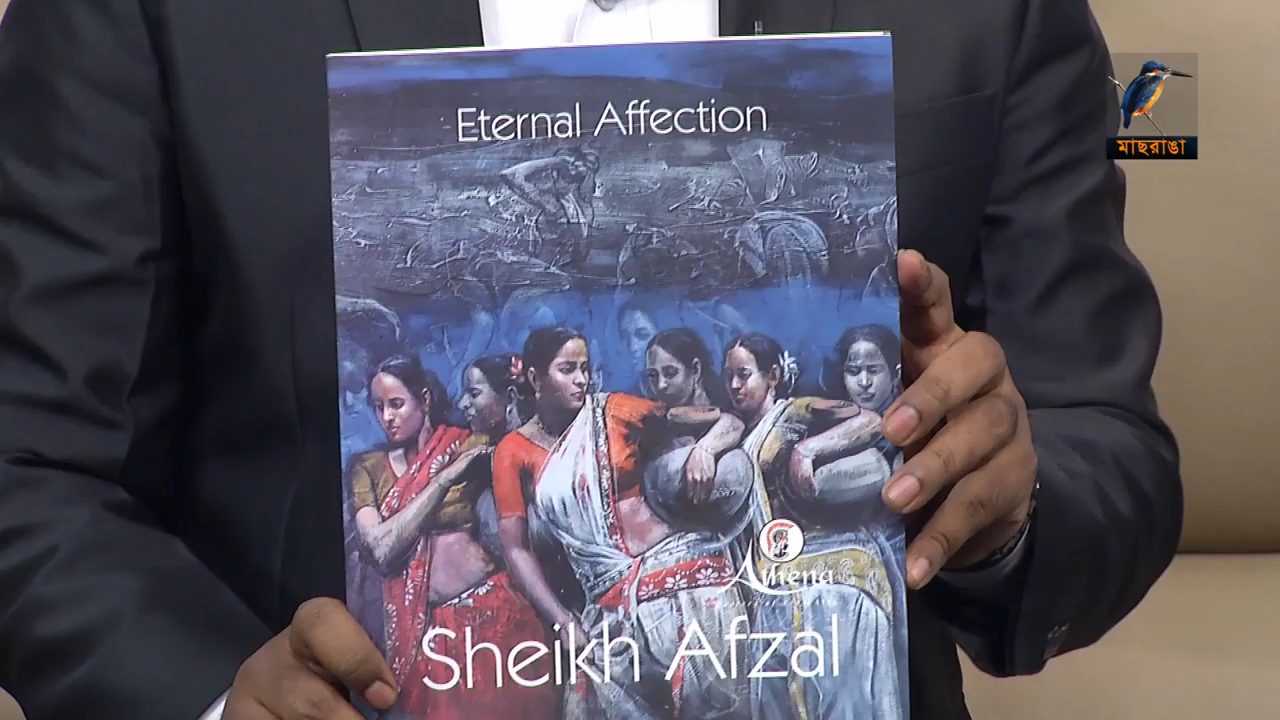 Eternal Affection
মাছরাঙা
Athena
Sheikh Afzal